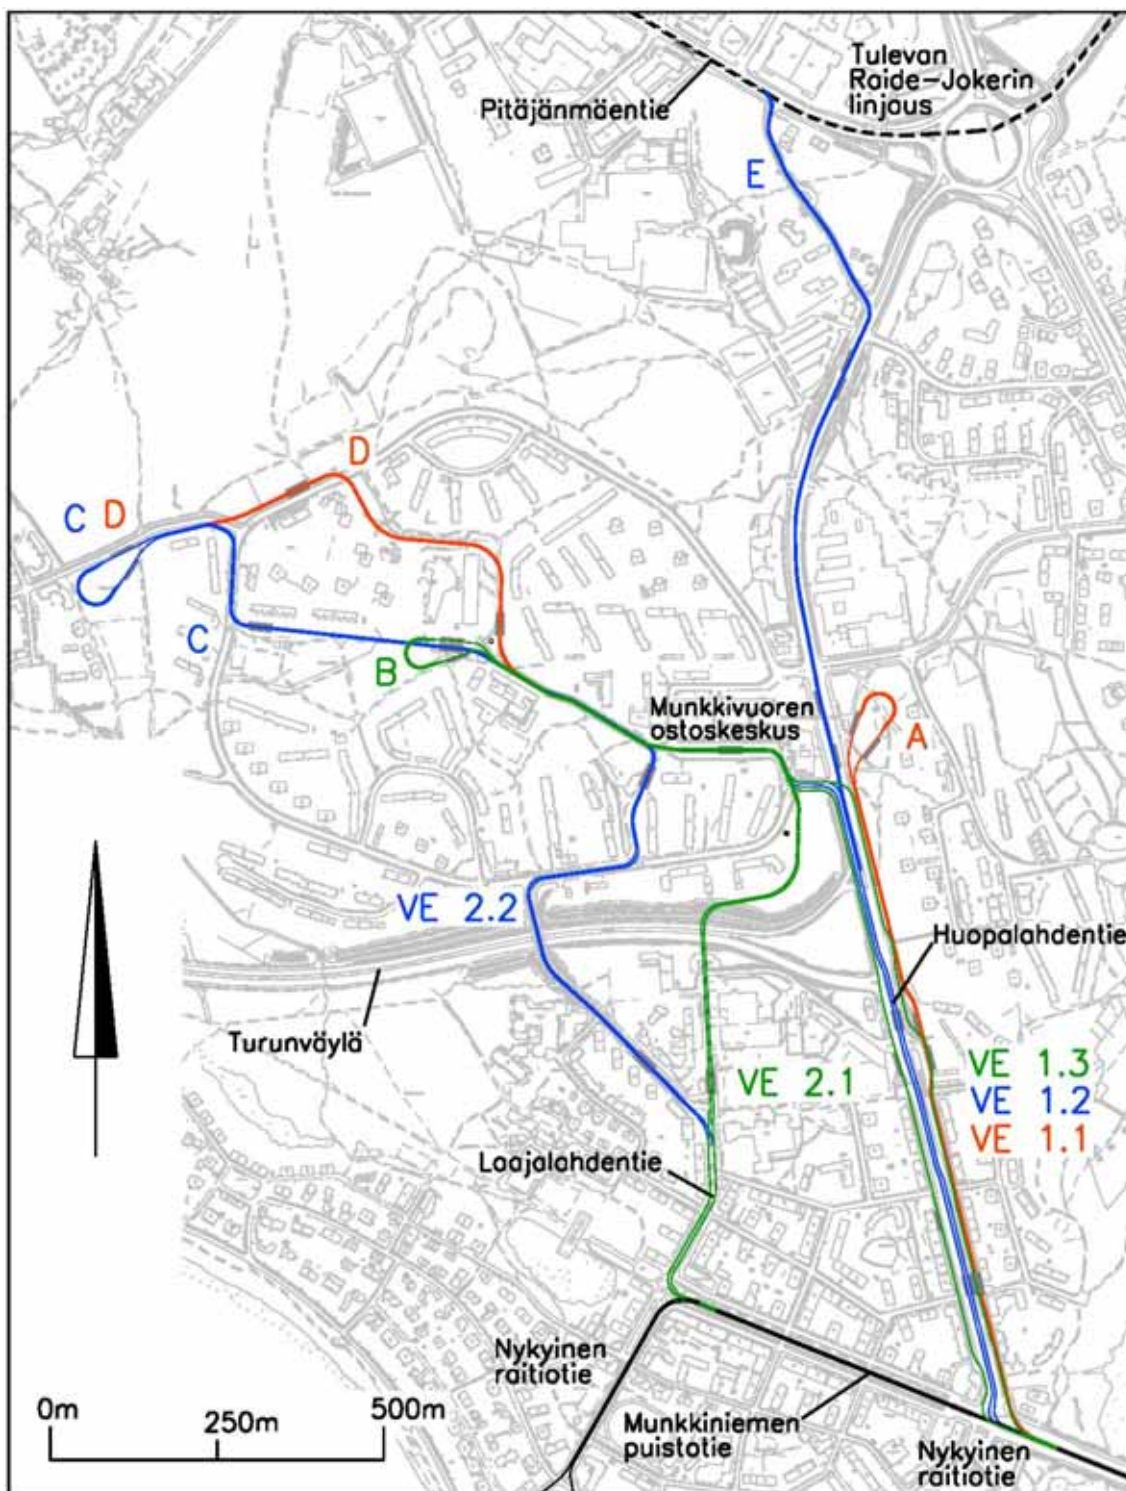 Tulevan
Raide-Jokerin
linjaus
Pitäjänmäentie
E
D
C D
C
B
Munkkivuoren
ostoskeskus
A
VE 2.2
Huopalahdentie
Turunväylä
VE 2.1
VE 1.3
VE 1.2
VE 1.1
Laajalahdentie
Nykyinen
raitiotie
0m
250m
500m
Munkkiniemen
puistotie
Nykyinen
raitiotie